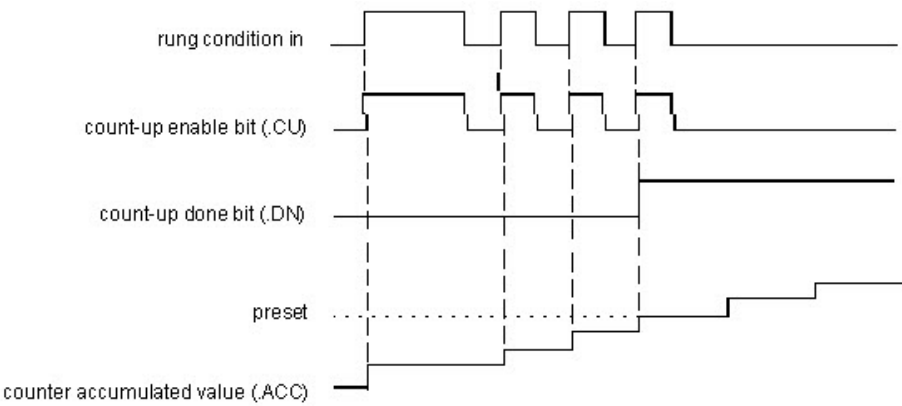 rung condition in
count-up enable bit (.CU)
count-up done bit (.DN)
preset
counter accumulated value (.ACC)